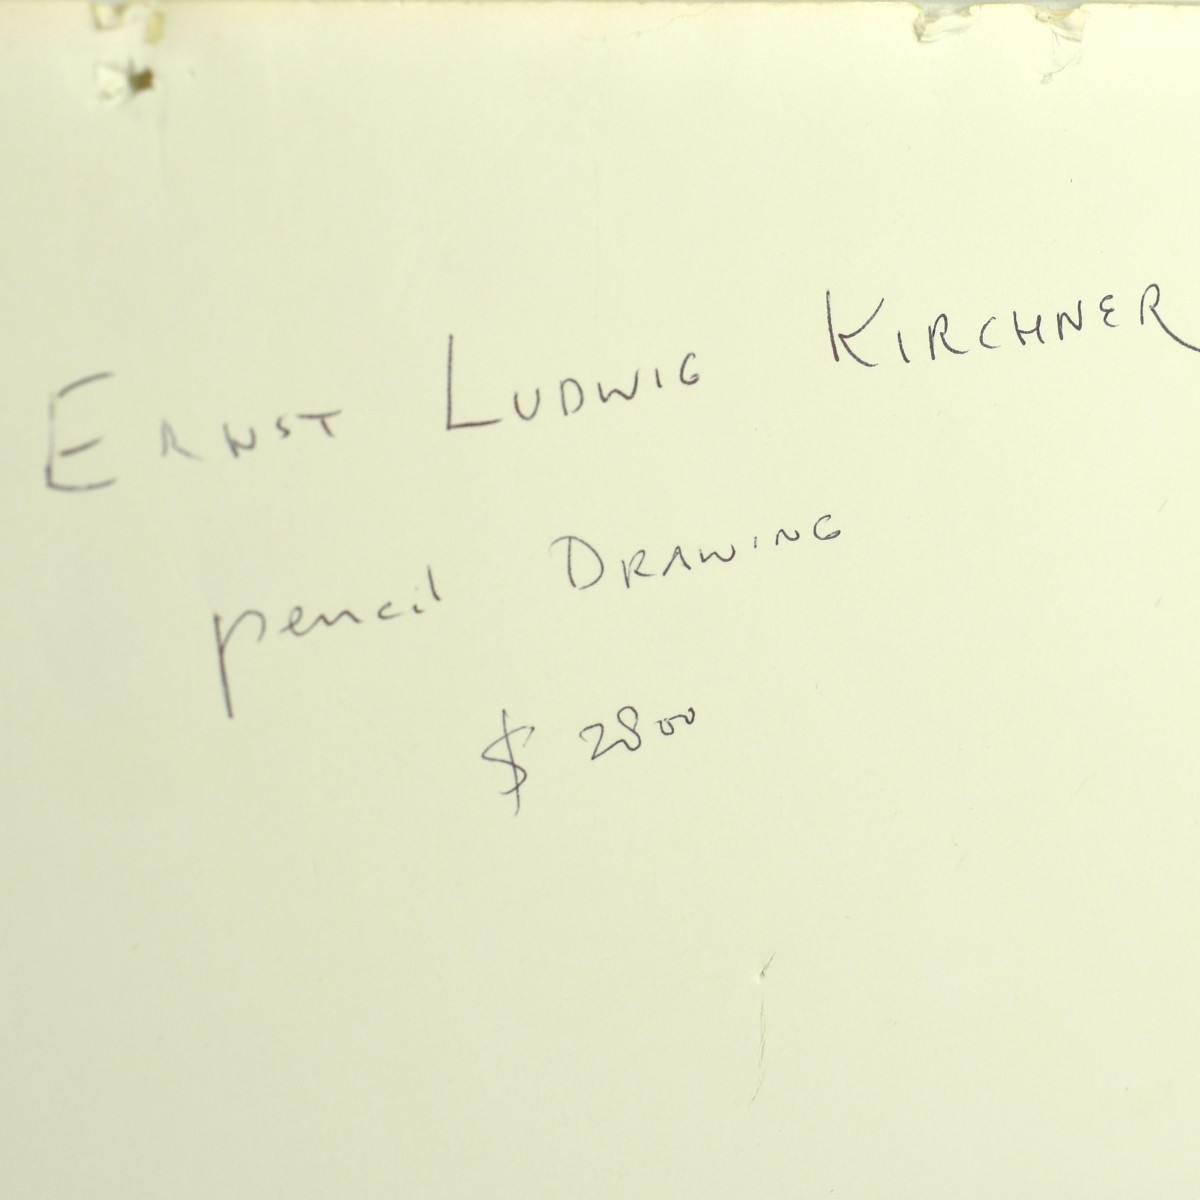 ERNST LUDWIG KIRCHNER
pencil DRAWING
$ 2800